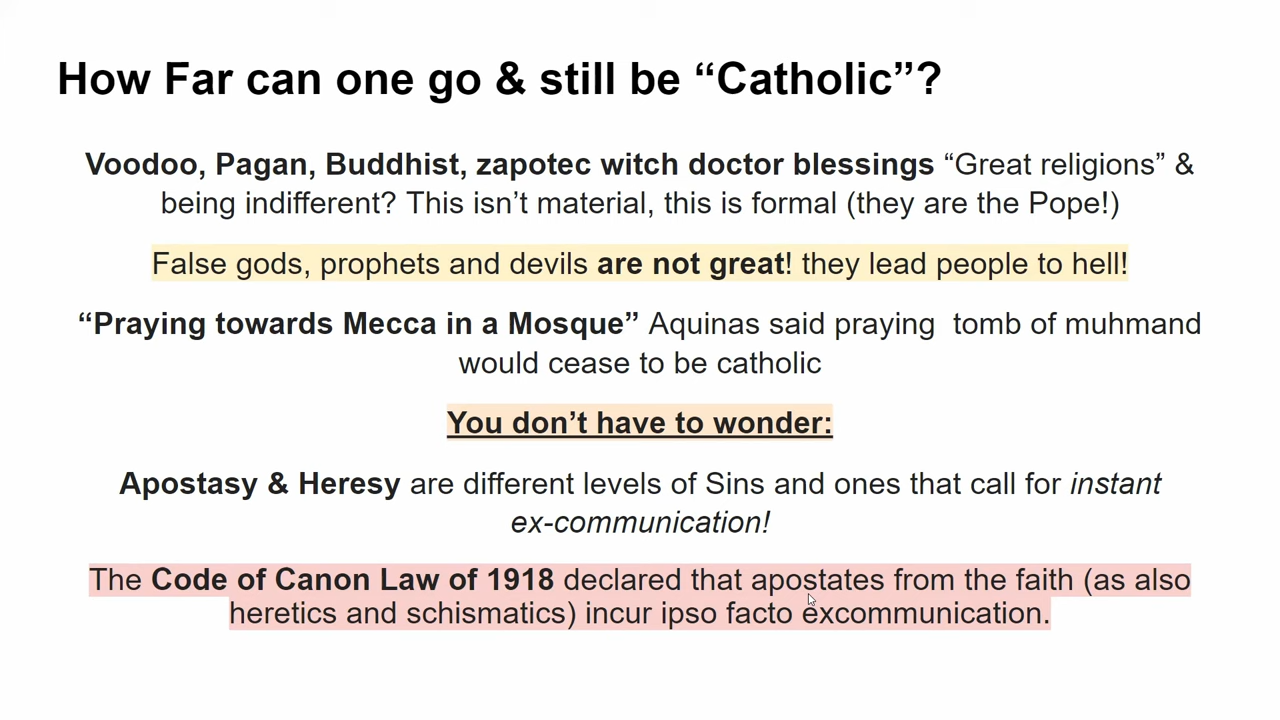 How Far can one go & still be “Catholic”?
Voodoo, Pagan, Buddhist, zapotec witch doctor blessings “Great religions” &
being indifferent? This isn’t material, this is formal (they are the Pope!)
False gods, prophets and devils are not great! they lead people to hell!
“Praying towards Mecca in a Mosque” Aquinas said praying  tomb of muhmand
would cease to be catholic
You don’t have to wonder:
Apostasy & Heresy are different levels of Sins and ones that call for instant
ex-communication!
The Code of Canon Law of 1918 declared that apostates from the faith (as also
heretics and schismatics) incur ipso facto excommunication.